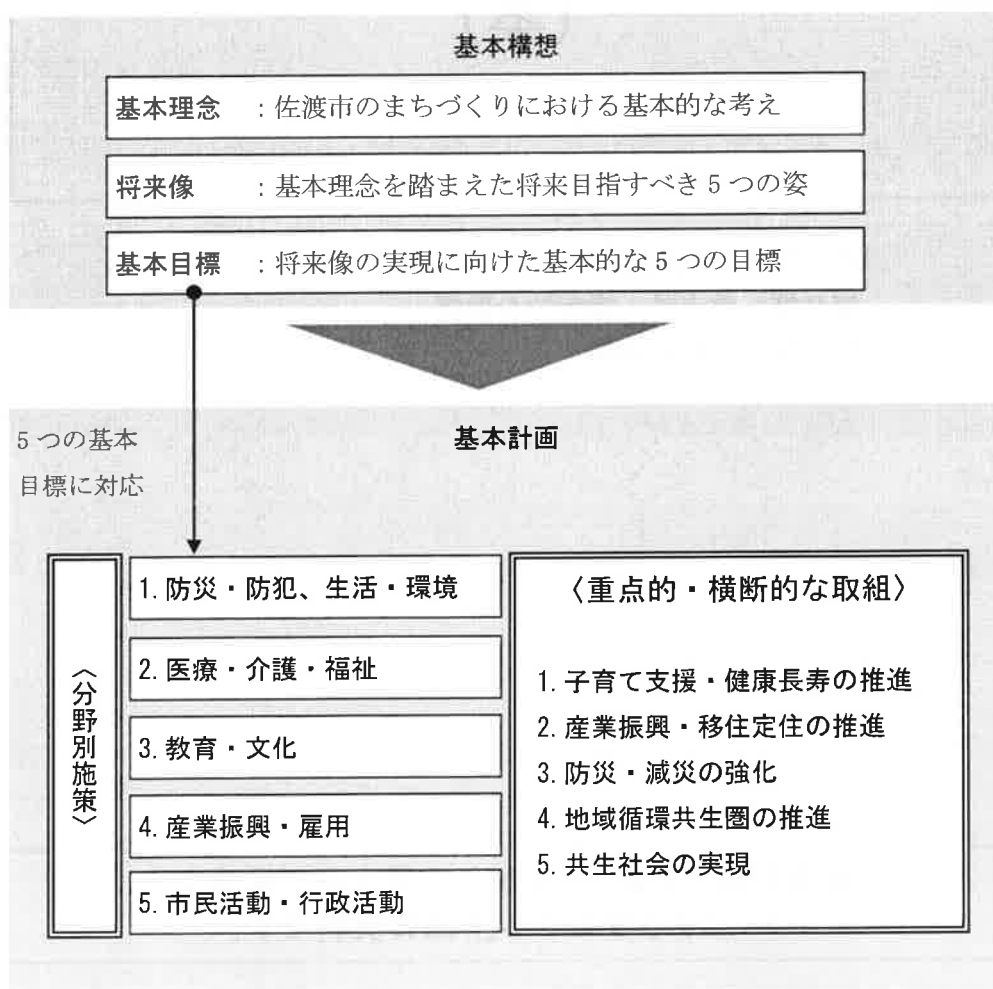 基本構想
基本理念 ：佐渡市のまちづくりにおける基本的な考え
将来像 ：基本理念を踏まえた将来目指すべき5つの姿
基本目標 ：将来像の実現に向けた基本的な5つの目標
5つの基本
目標に対応
基本計画
〈分野別施策〉
1. 防災・防犯、生活・環境
2. 医療・介護・福祉
3. 教育・文化
4. 産業振興・雇用
5. 市民活動・行政活動
〈重点的・横断的な取組〉
1. 子育て支援・健康長寿の推進
2. 産業振興・移住定住の推進
3. 防災・減災の強化
4. 地域循環共生圏の推進
5. 共生社会の実現